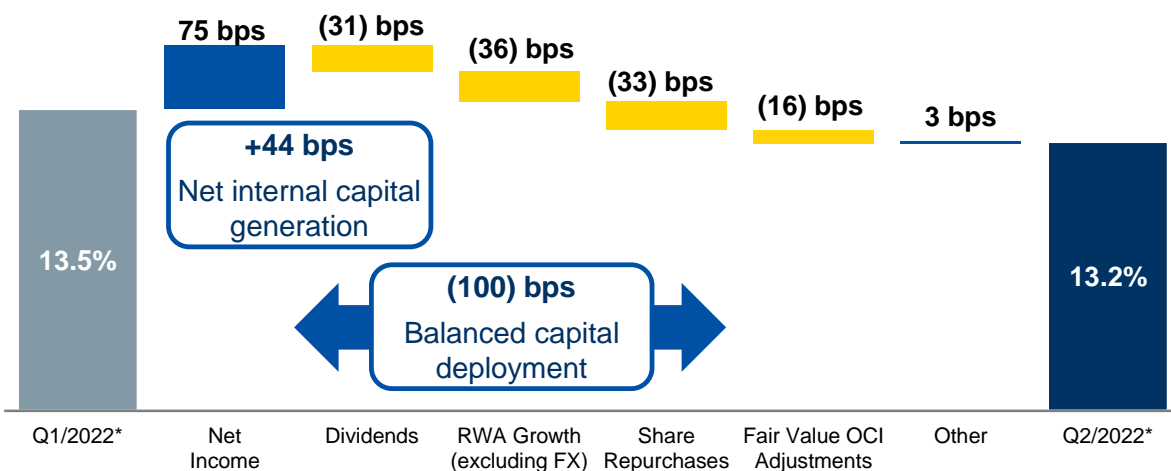 75 bps
(31) bps
(36) bps
(33) bps
(16) bps
3 bps
+44 bps
Net internal capital
generation
13.5%
(100) bps
Balanced capital
deployment
13.2%
Q1/2022*
Net
Income
Dividends
RWA Growth
(excluding FX)
Share
Repurchases
Fair Value OCI
Adjustments
Other
Q2/2022*